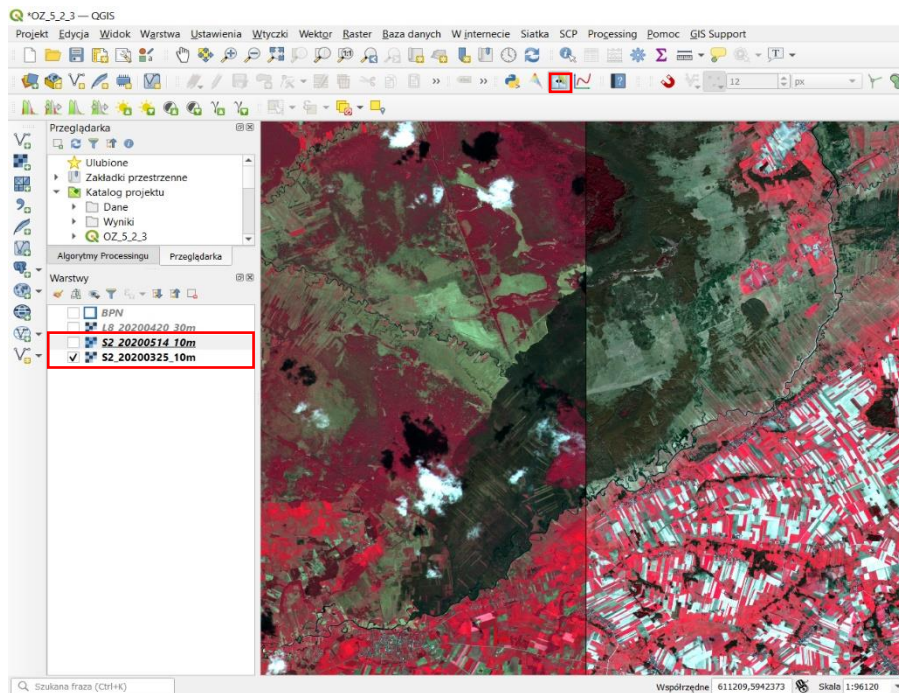 *OZ_5_2_3 — QGIS
Projekt Edycja Widok Warstwa Ustawienia Wtyczki Wektor Raster Baza danych W internecie Siatka SCP Processing Pomoc GIS Support
12 px
Przeglądarka
Ulubione
Zakładki przestrzenne
Katalog projektu
Dane
Wyniki
OZ_5_2_3
Algorytmy Processingu Przeglądarka
Warstwy
BPN
L8_20200420_30m
S2_20200514_10m
S2_20200325_10m
Szukana fraza (Ctrl+K) Współrzędne 611209,5942373 Skala 1:96120